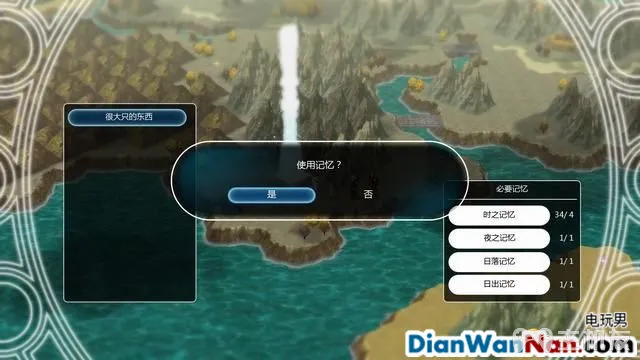 很大只的东西
使用记忆？
是
否
必要记忆
时之记忆 34/ 4
夜之记忆 1/ 1
日落记忆 1/ 1
日出记忆 1/ 1
电玩男
DianWanNan.com